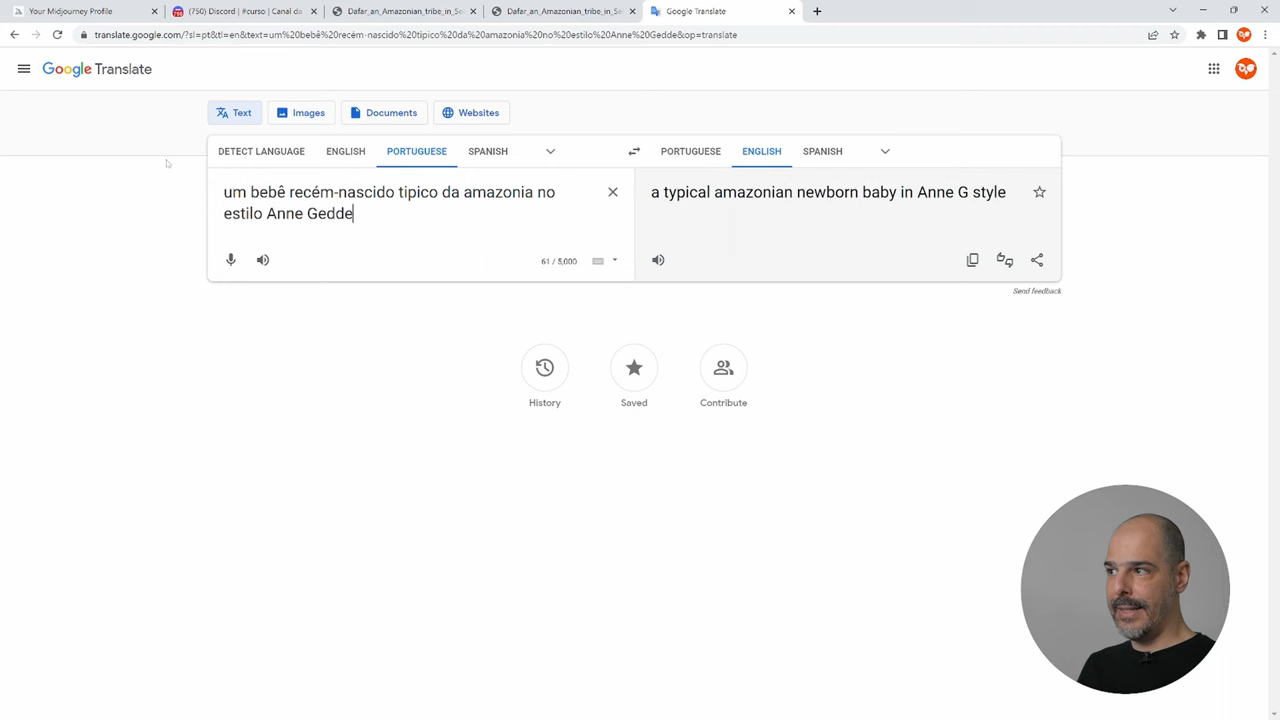 Your Midjourney Profile
(750) Discord | #curso | Canal da
Dafar_an_Amazonian_tribe_in_Se
Dafar_an_Amazonian_tribe_in_Se
Google Translate
translate.google.com/?sl=pt&tl=en&text=um%20bebê%20recém-nascido%20tipico%20da%20amazonia%20no%20estilo%20Anne%20Gedde&op=translate
Google Translate
Text
Images
Documents
Websites
DETECT LANGUAGE
ENGLISH
PORTUGUESE
SPANISH
PORTUGUESE
ENGLISH
SPANISH
um bebê recém-nascido tipico da amazonia no
estilo Anne Gedde
61 / 5,000
a typical amazonian newborn baby in Anne G style
Send feedback
History
Saved
Contribute